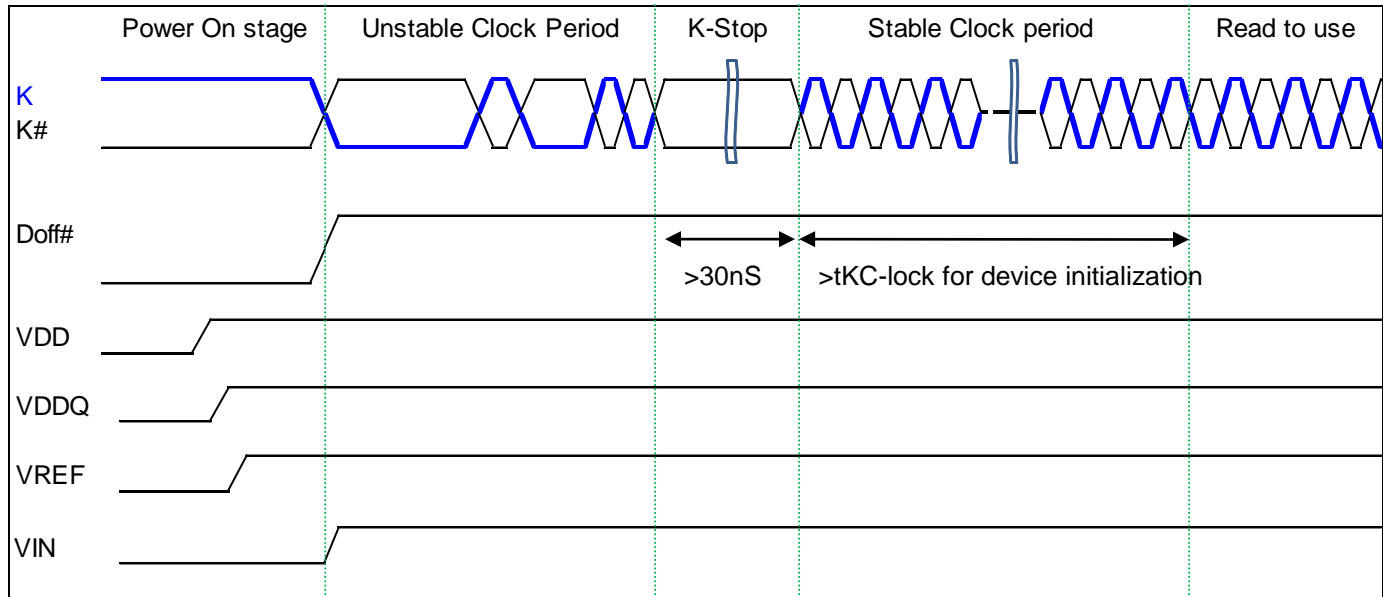 Power On stage Unstable Clock Period K-Stop Stable Clock period Read to use
K
K#
Doff#
>30nS >tKC-lock for device initialization
VDD
VDDQ
VREF
VIN